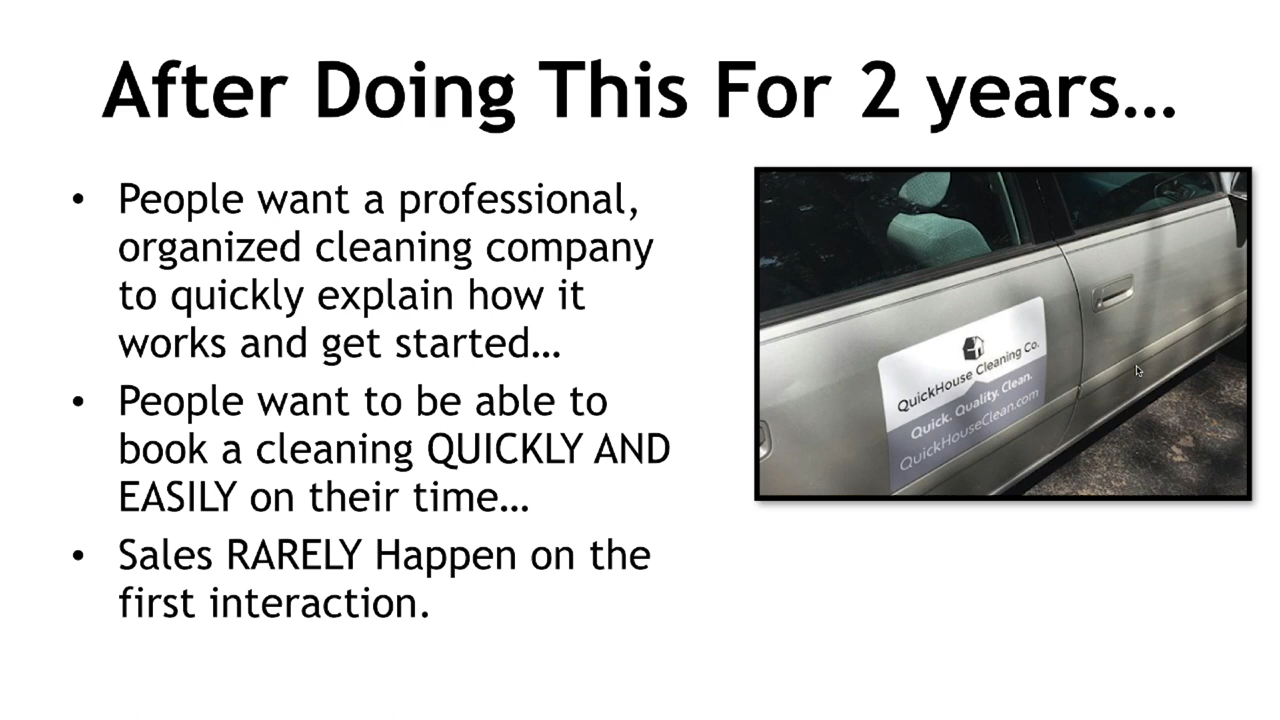 After Doing This For 2 years…
• People want a professional,
organized cleaning company
to quickly explain how it
works and get started…
• People want to be able to
book a cleaning QUICKLY AND
EASILY on their time…
• Sales RARELY Happen on the
first interaction.
QuickHouse Cleaning Co.
Quick. Quality. Clean.
QuickHouseClean.com